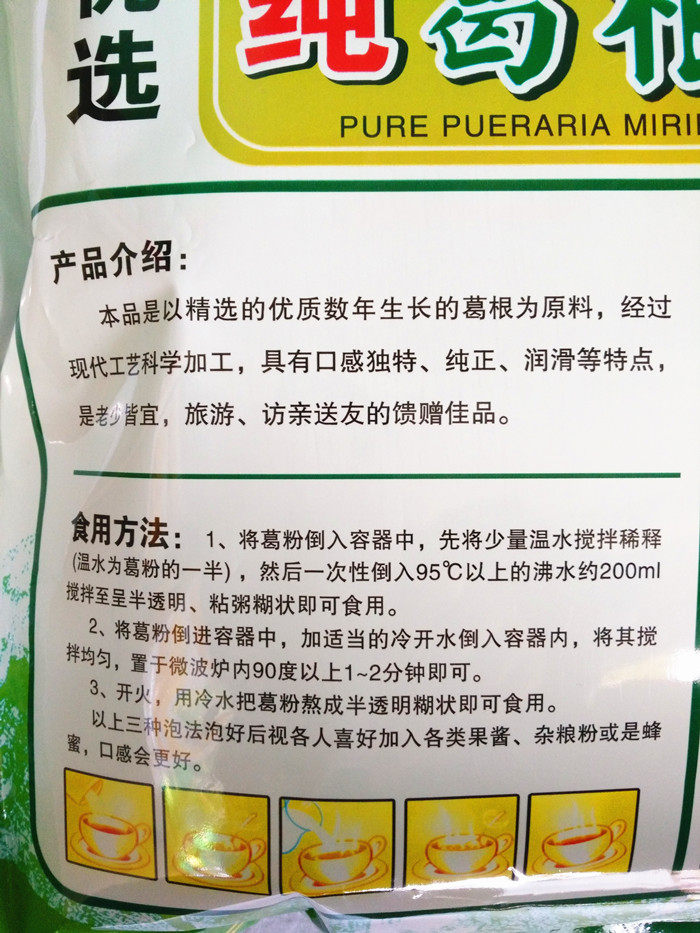 优选
纯葛根
PURE PUERARIA MIRI
产品介绍：
本品是以精选的优质数年生长的葛根为原料，经过
现代工艺科学加工，具有口感独特、纯正、润滑等特点，
是老少皆宜，旅游、访亲送友的馈赠佳品。
食用方法：1、将葛粉倒入容器中，先将少量温水搅拌稀释
(温水为葛粉的一半)，然后一次性倒入95℃以上的沸水约200ml
搅拌至呈半透明、粘粥糊状即可食用。
2、将葛粉倒进容器中，加适当的冷开水倒入容器内，将其搅
拌均匀，置于微波炉内90度以上1~2分钟即可。
3、开火，用冷水把葛粉熬成半透明糊状即可食用。
以上三种泡法泡好后视各人喜好加入各类果酱、杂粮粉或是蜂
蜜，口感会更好。